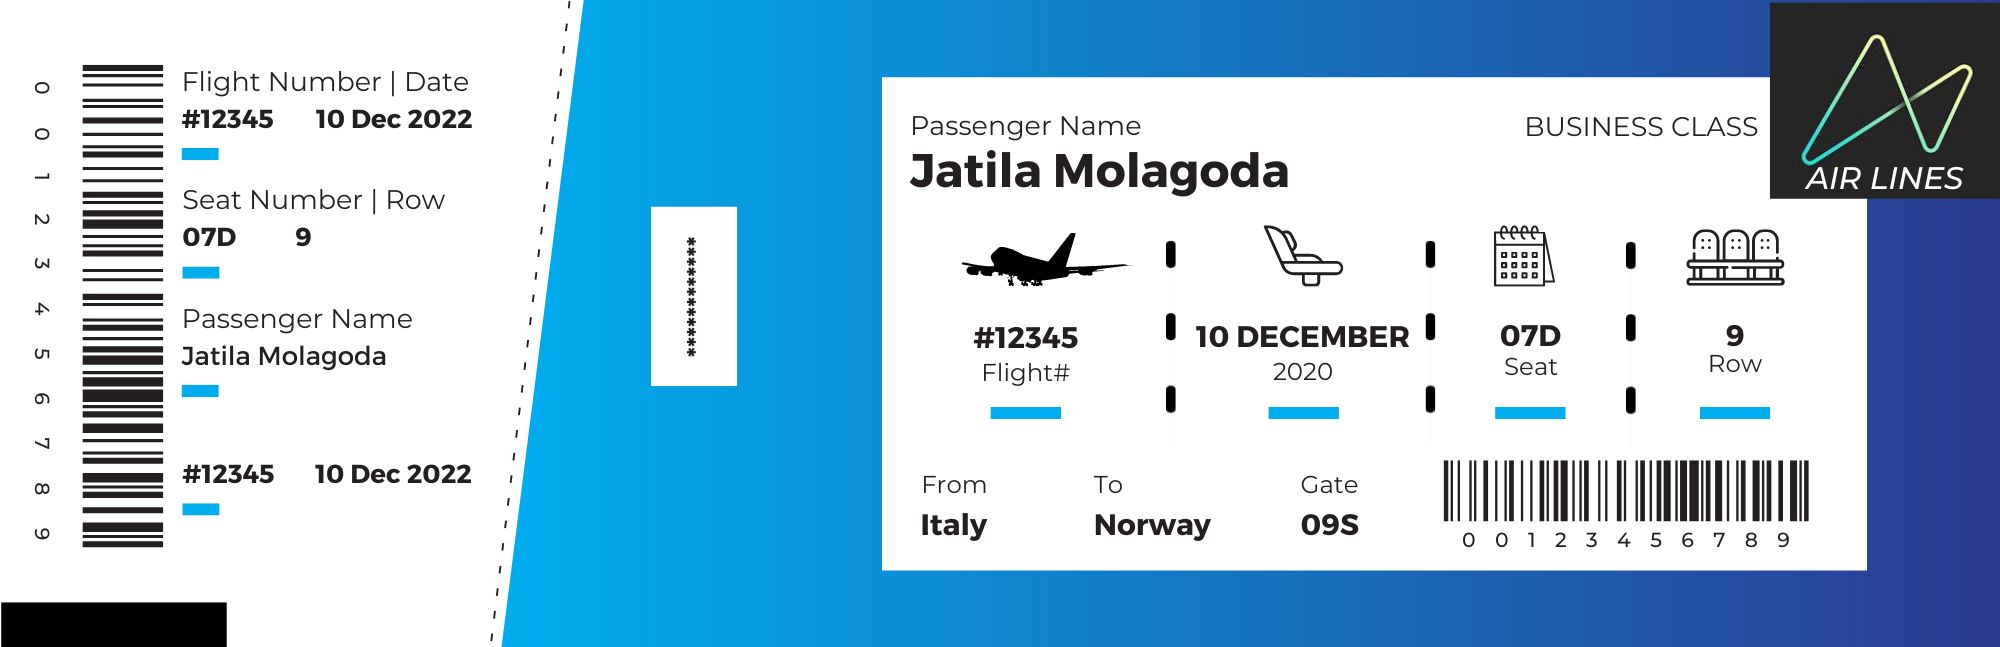 0 0 1 2 3 4 5 6 7 8 9
Flight Number | Date
#12345 10 Dec 2022
Seat Number | Row
07D 9
Passenger Name
Jatila Molagoda
#12345 10 Dec 2022
*************
Passenger Name
Jatila Molagoda
BUSINESS CLASS
AIR LINES
#12345
Flight#
10 DECEMBER
2020
07D
Seat
9
Row
From
Italy
To
Norway
Gate
09S
0 0 1 2 3 4 5 6 7 8 9